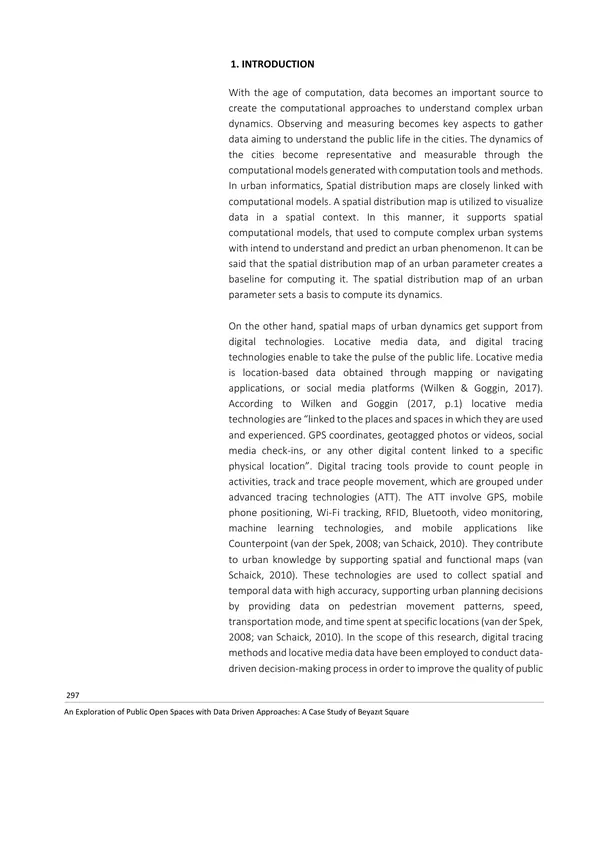 1. INTRODUCTION
With the age of computation, data becomes an important source to
create the computational approaches to understand complex urban
dynamics. Observing and measuring becomes key aspects to gather
data aiming to understand the public life in the cities. The dynamics of
the cities become representative and measurable through the
computational models generated with computation tools and methods.
In urban informatics, Spatial distribution maps are closely linked with
computational models. A spatial distribution map is utilized to visualize
data in a spatial context. In this manner, it supports spatial
computational models, that used to compute complex urban systems
with intend to understand and predict an urban phenomenon. It can be
said that the spatial distribution map of an urban parameter creates a
baseline for computing it. The spatial distribution map of an urban
parameter sets a basis to compute its dynamics.
On the other hand, spatial maps of urban dynamics get support from
digital technologies. Locative media data, and digital tracing
technologies enable to take the pulse of the public life. Locative media
is location-based data obtained through mapping or navigating
applications, or social media platforms (Wilken & Goggin, 2017).
According to Wilken and Goggin (2017, p.1) locative media
technologies are “linked to the places and spaces in which they are used
and experienced. GPS coordinates, geotagged photos or videos, social
media check-ins, or any other digital content linked to a specific
physical location”. Digital tracing tools provide to count people in
activities, track and trace people movement, which are grouped under
advanced tracing technologies (ATT). The ATT involve GPS, mobile
phone positioning, Wi-Fi tracking, RFID, Bluetooth, video monitoring,
machine learning technologies, and mobile applications like
Counterpoint (van der Spek, 2008; van Schaick, 2010). They contribute
to urban knowledge by supporting spatial and functional maps (van
Schaick, 2010). These technologies are used to collect spatial and
temporal data with high accuracy, supporting urban planning decisions
by providing data on pedestrian movement patterns, speed,
transportation mode, and time spent at specific locations (van der Spek,
2008; van Schaick, 2010). In the scope of this research, digital tracing
methods and locative media data have been employed to conduct data-
driven decision-making process in order to improve the quality of public
297
An Exploration of Public Open Spaces with Data Driven Approaches: A Case Study of Beyazıt Square